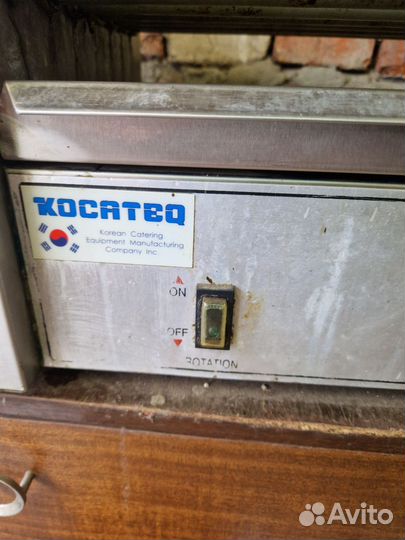 KOCATEQ
Korean Catering
Equipment Manufacturing
Company Inc
ON
OFF
ROTATION
Avito